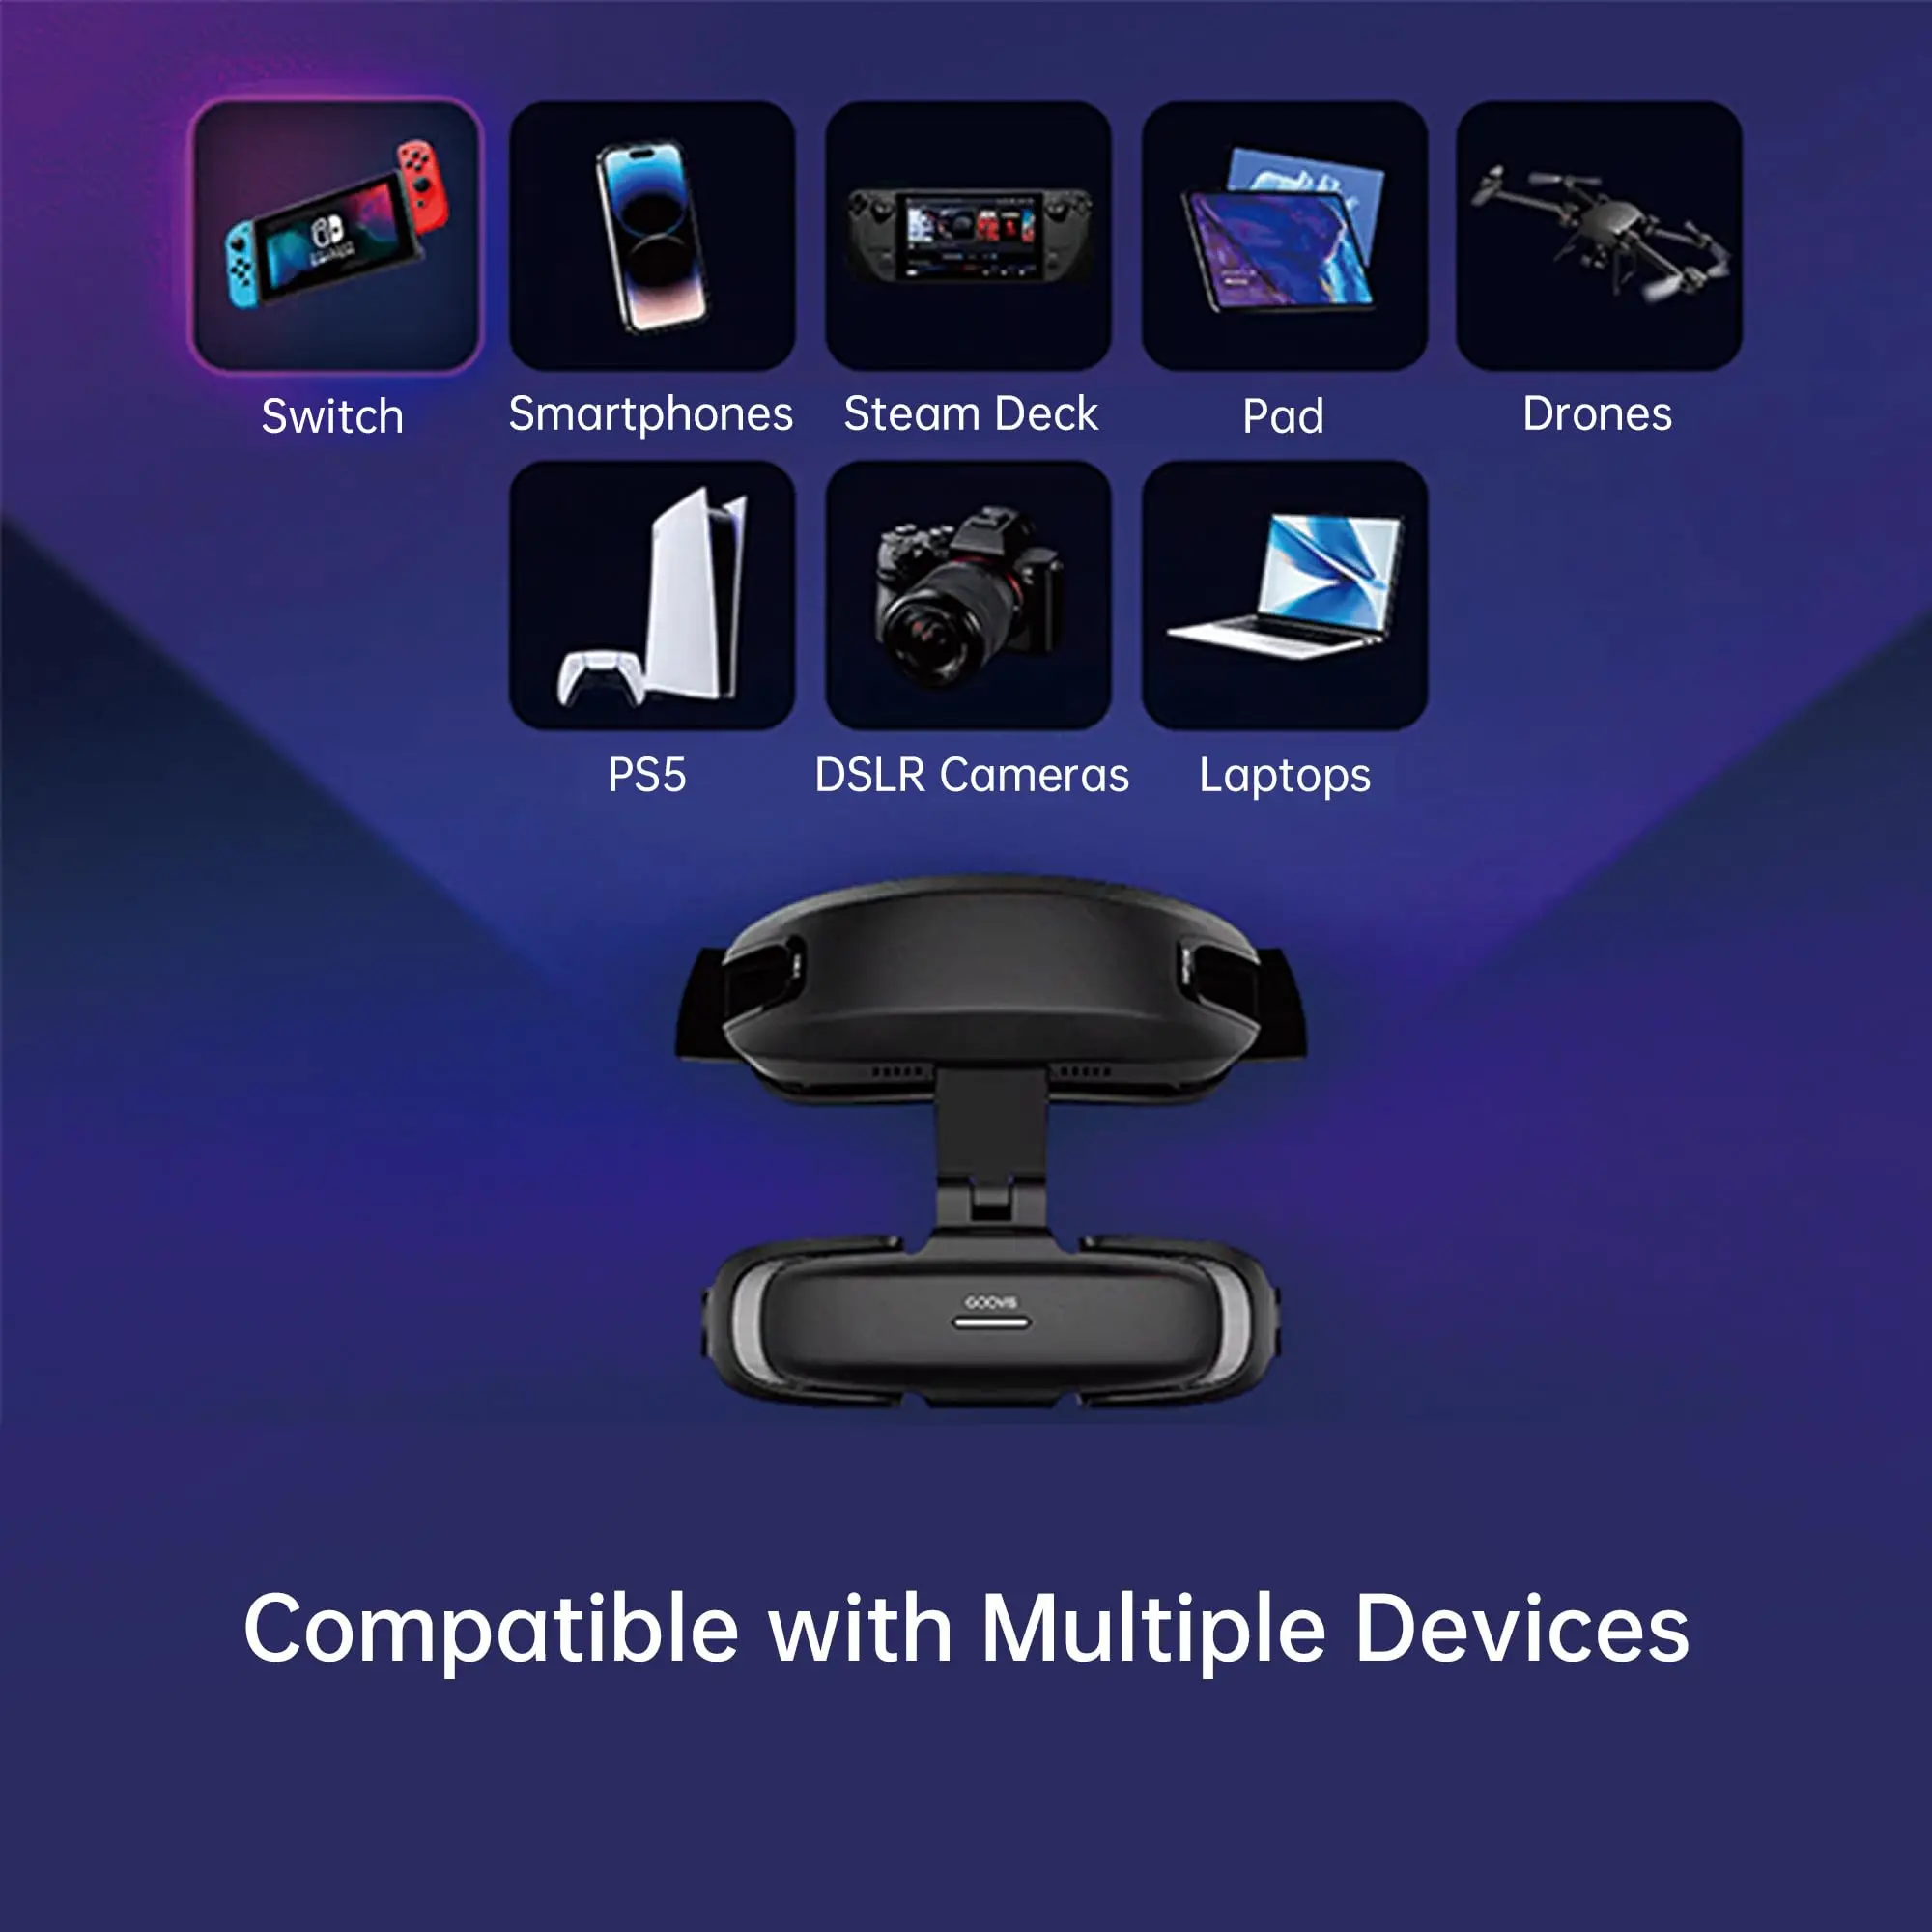 Switch
Smartphones
Steam Deck
Pad
Drones
PS5
DSLR Cameras
Laptops
GOOVIS
Compatible with Multiple Devices